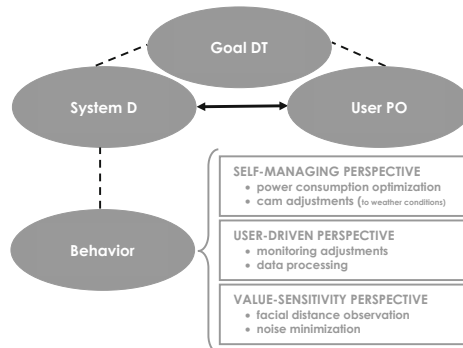 Goal DT
System D
User PO
Behavior
SELF-MANAGING PERSPECTIVE
• power consumption optimization
• cam adjustments (to weather conditions)
USER-DRIVEN PERSPECTIVE
• monitoring adjustments
• data processing
VALUE-SENSITIVITY PERSPECTIVE
• facial distance observation
• noise minimization